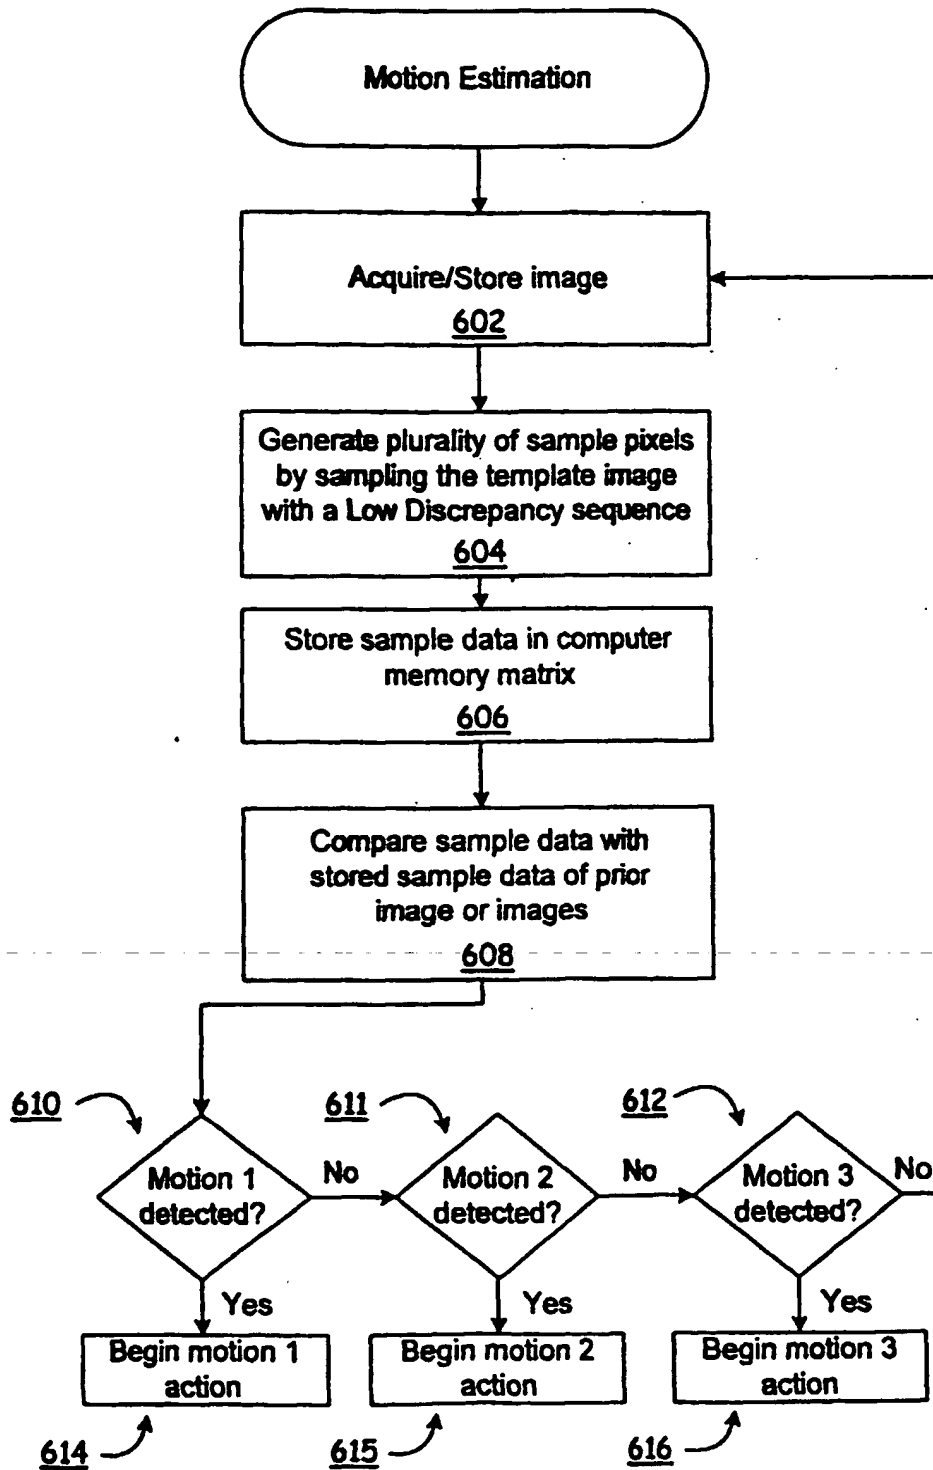 Motion Estimation
Acquire/Store image
602
Generate plurality of sample pixels
by sampling the template image
with a Low Discrepancy sequence
604
Store sample data in computer
memory matrix
606
Compare sample data with
stored sample data of prior
image or images
608
610
611
612
Motion 1
detected?
No
Motion 2
detected?
No
Motion 3
detected?
No
Yes
Yes
Yes
Begin motion 1
action
Begin motion 2
action
Begin motion 3
action
614
615
616